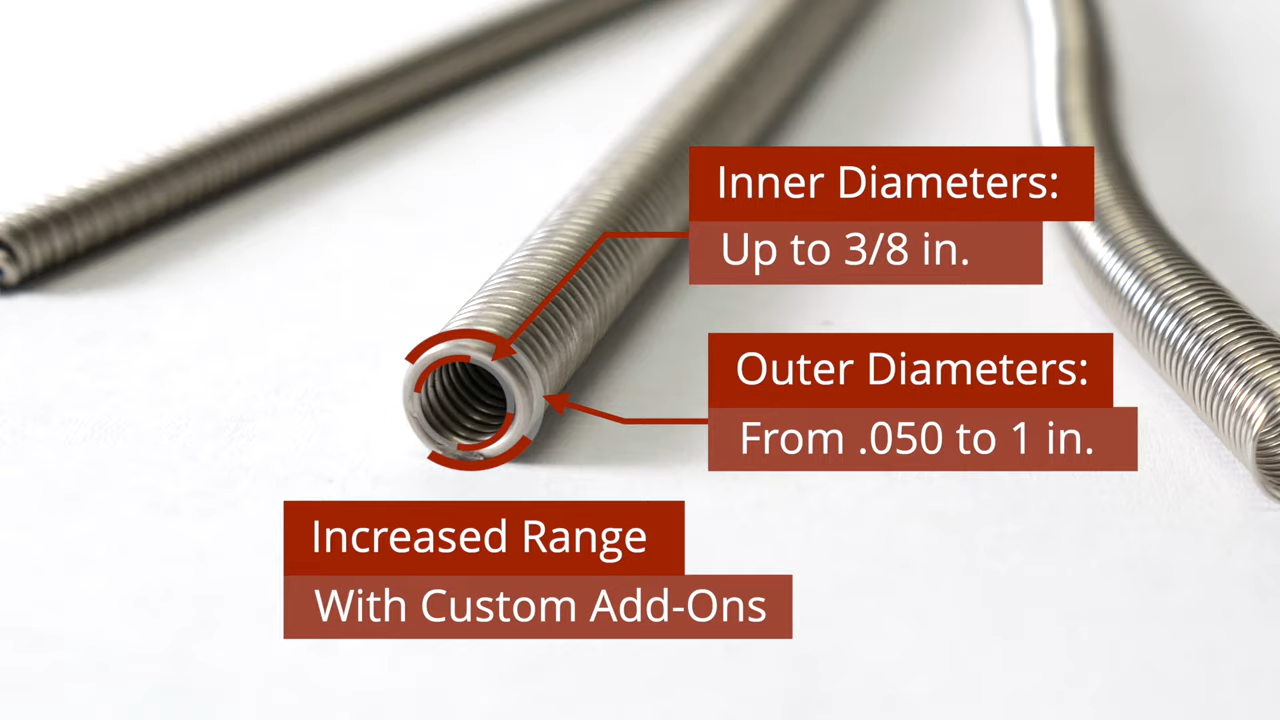 Inner Diameters:
Up to 3/8 in.
Outer Diameters:
From .050 to 1 in.
Increased Range
With Custom Add-Ons